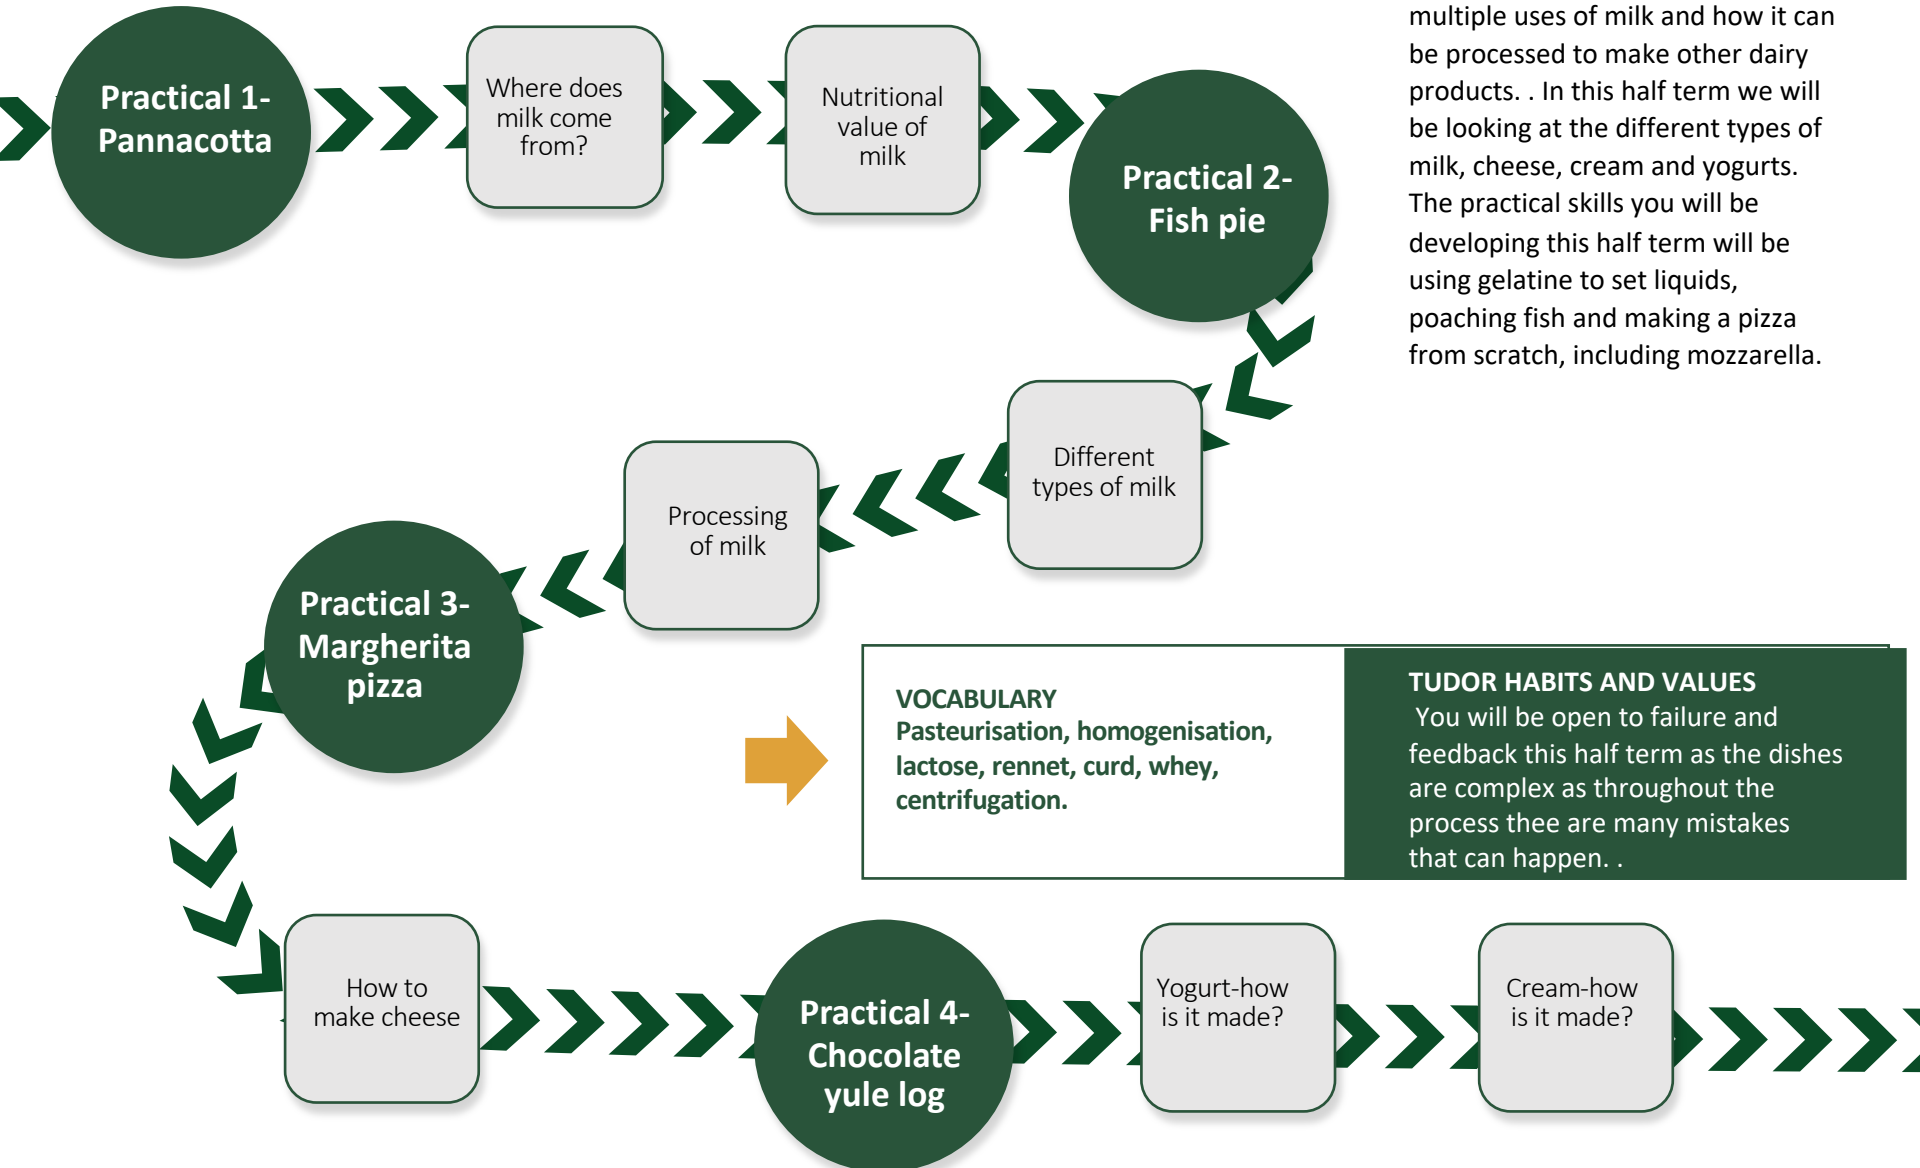 multiple uses of milk and how it can
be processed to make other dairy
products. . In this half term we will
be looking at the different types of
milk, cheese, cream and yogurts.
The practical skills you will be
developing this half term will be
using gelatine to set liquids,
poaching fish and making a pizza
from scratch, including mozzarella.
Practical 1-
Pannacotta
Where does
milk come
from?
Nutritional
value of
milk
Practical 2-
Fish pie
Different
types of milk
Processing
of milk
Practical 3-
Margherita
pizza
VOCABULARY
Pasteurisation, homogenisation,
lactose, rennet, curd, whey,
centrifugation.
TUDOR HABITS AND VALUES
You will be open to failure and
feedback this half term as the dishes
are complex as throughout the
process thee are many mistakes
that can happen. .
How to
make cheese
Practical 4-
Chocolate
yule log
Yogurt-how
is it made?
Cream-how
is it made?